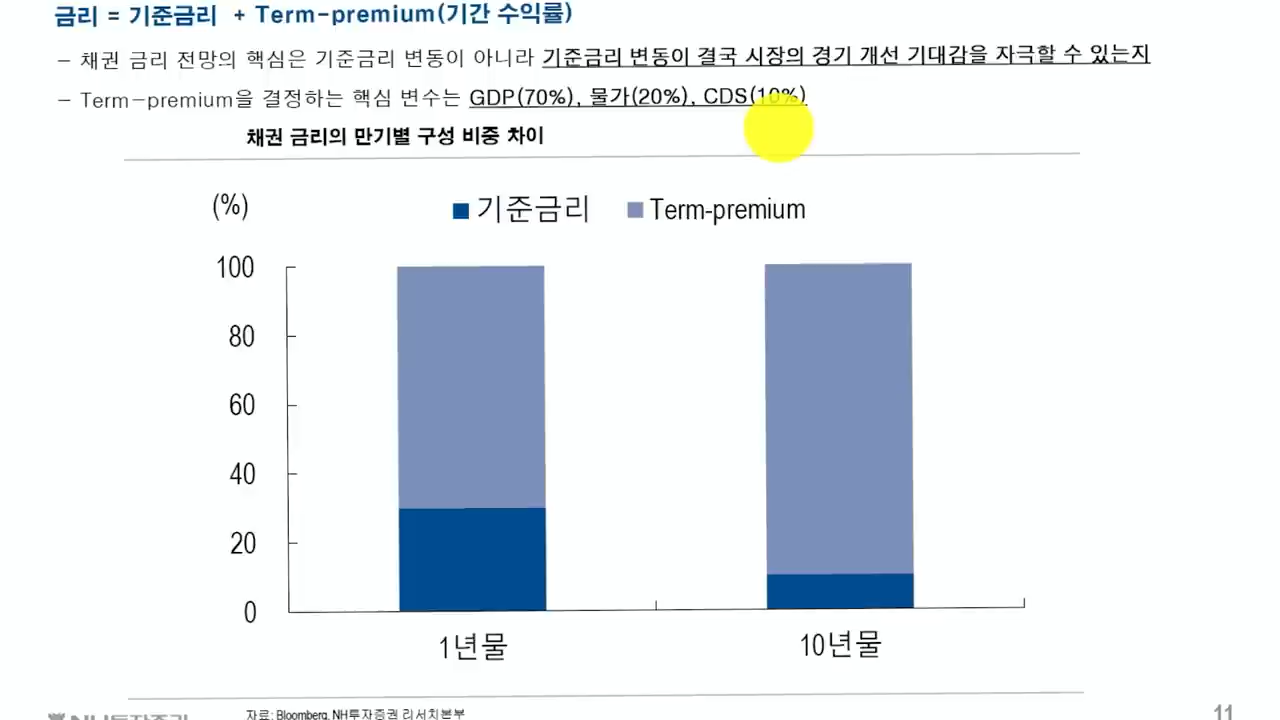 금리 = 기준금리 + Term-premium(기간 수익률)
- 채권 금리 전망의 핵심은 기준금리 변동이 아니라 기준금리 변동이 결국 시장의 경기 개선 기대감을 자극할 수 있는지
- Term-premium을 결정하는 핵심 변수는 GDP(70%), 물가(20%), CDS(10%)
채권 금리의 만기별 구성 비중 차이
(%)
기준금리 Term-premium
100
80
60
40
20
0
1년물 10년물
NH투자증권 자료: Bloomberg, NH투자증권 리서치본부 11